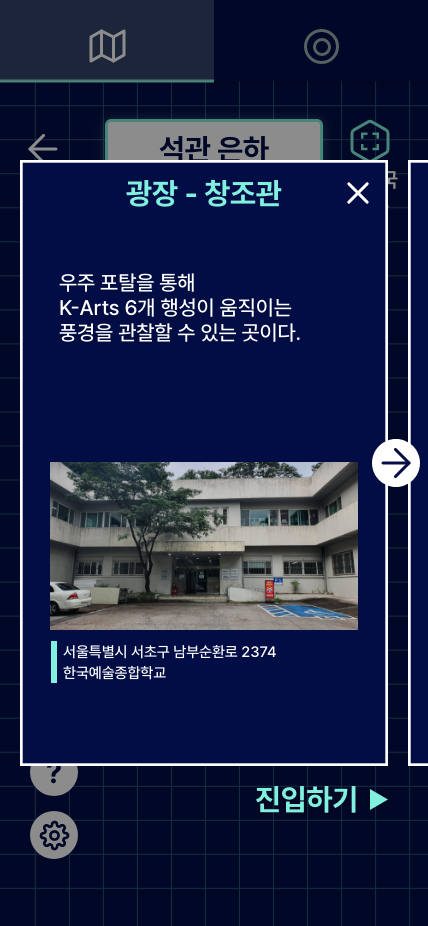 석관 은하
국
광장 - 창조관
우주 포탈을 통해
K-Arts 6개 행성이 움직이는
풍경을 관찰할 수 있는 곳이다.
서울특별시 서초구 남부순환로 2374
한국예술종합학교
?
진입하기